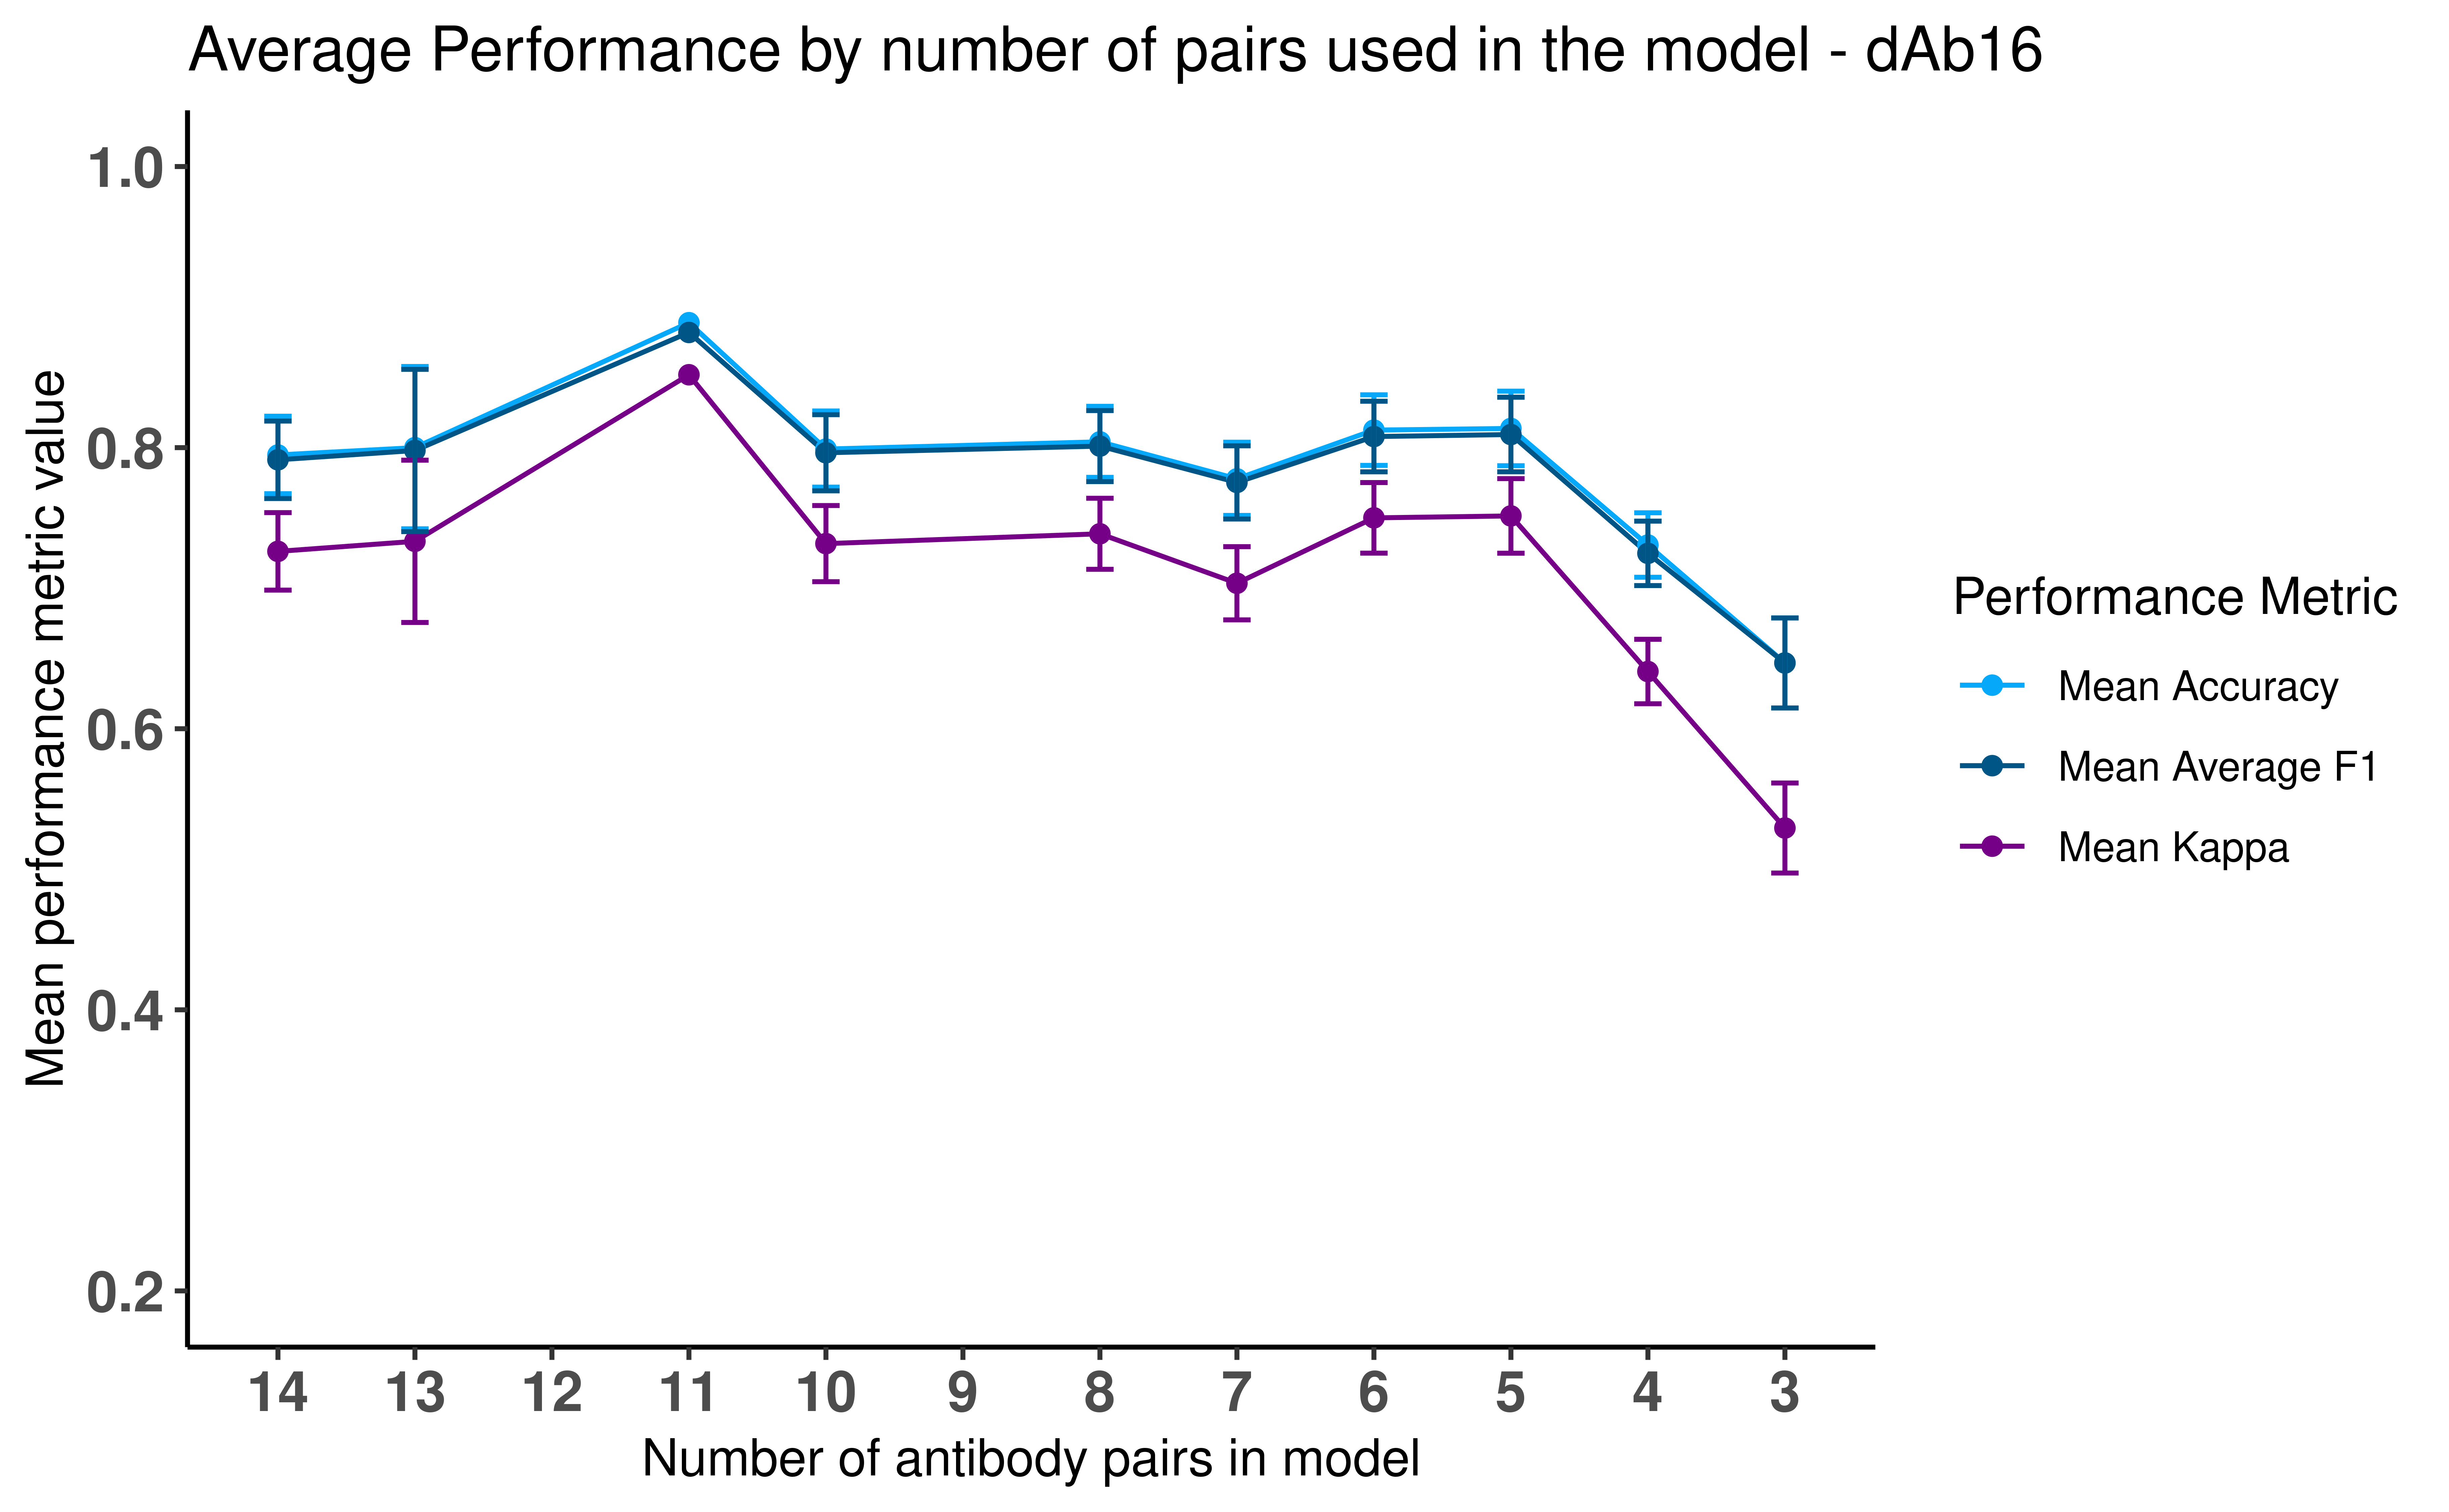 Average Performance by number of pairs used in the model - dAb16
Mean performance metric value
1.0
0.8
0.6
0.4
0.2
14 13 12 11 10 9 8 7 6 5 4 3
Number of antibody pairs in model
Performance Metric
Mean Accuracy
Mean Average F1
Mean Kappa